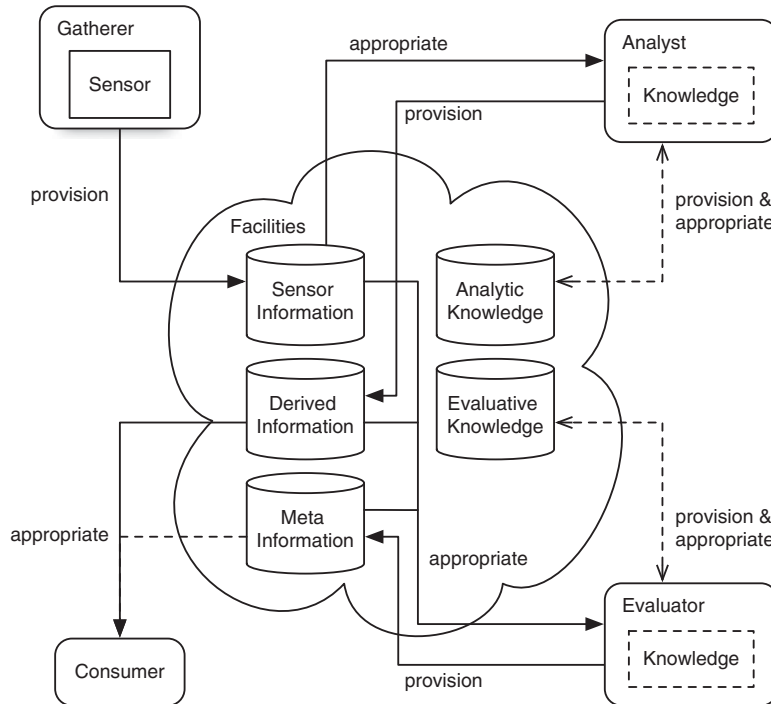 Gatherer
Sensor
appropriate
Analyst
Knowledge
provision
provision
provision &
appropriate
Facilities
Sensor
Information
Analytic
Knowledge
Derived
Information
Evaluative
Knowledge
Meta
Information
appropriate
provision &
appropriate
appropriate
Evaluator
Knowledge
Consumer
provision